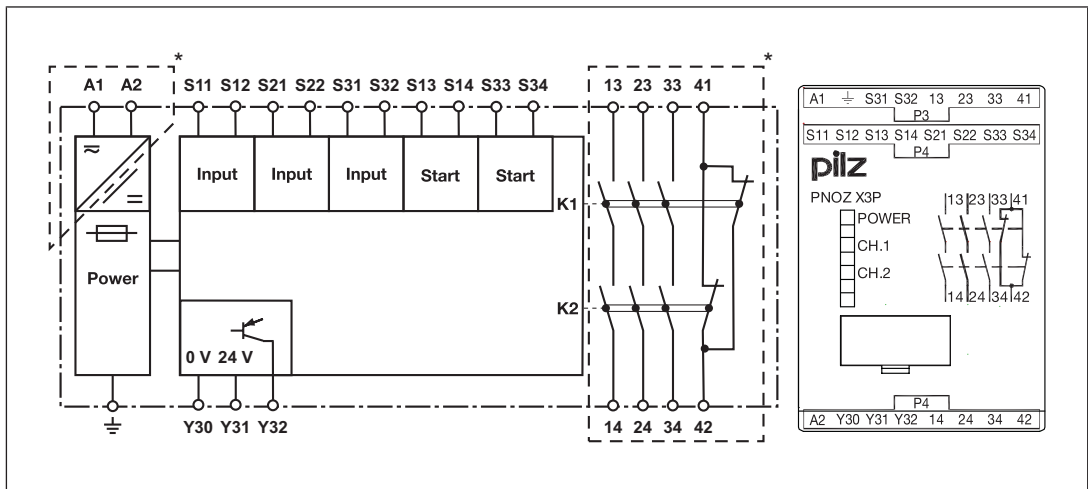 * *
A1 A2 S11 S12 S21 S22 S31 S32 S13 S14 S33 S34 13 23 33 41
Input Input Input Start Start
K1
Power
K2
0 V 24 V
Y30 Y31 Y32 14 24 34 42
A1 S31 S32 13 23 33 41
P3
S11 S12 S13 S14 S21 S22 S33 S34
P4
pilz
PNOZ X3P
13 23 33 41
POWER
CH.1
CH.2
14 24 34 42
P4
A2 Y30 Y31 Y32 14 24 34 42